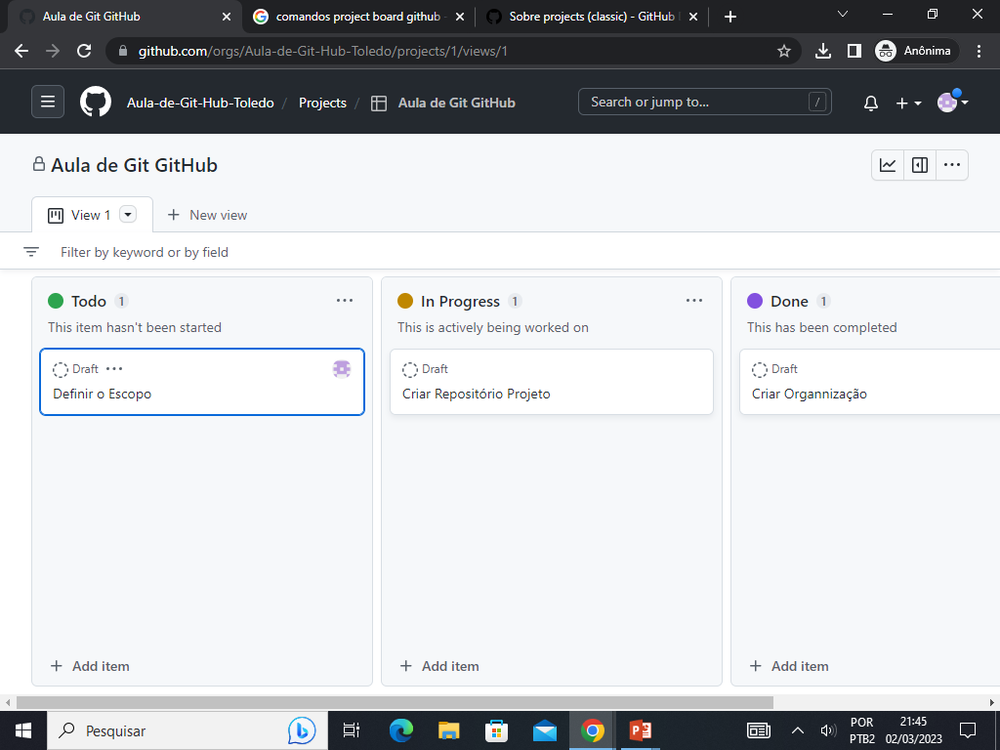 Aula de Git GitHub
comandos project board github -
Sobre projects (classic) - GitHub
github.com/orgs/Aula-de-Git-Hub-Toledo/projects/1/views/1
Anônima
Aula-de-Git-Hub-Toledo / Projects / Aula de Git GitHub
Search or jump to... /
Aula de Git GitHub
View 1
New view
Filter by keyword or by field
Todo 1
This item hasn't been started
Draft
Definir o Escopo
Add item
In Progress 1
This is actively being worked on
Draft
Criar Repositório Projeto
Add item
Done 1
This has been completed
Draft
Criar Organnização
Add item
Pesquisar
POR
PTB2
21:45
02/03/2023